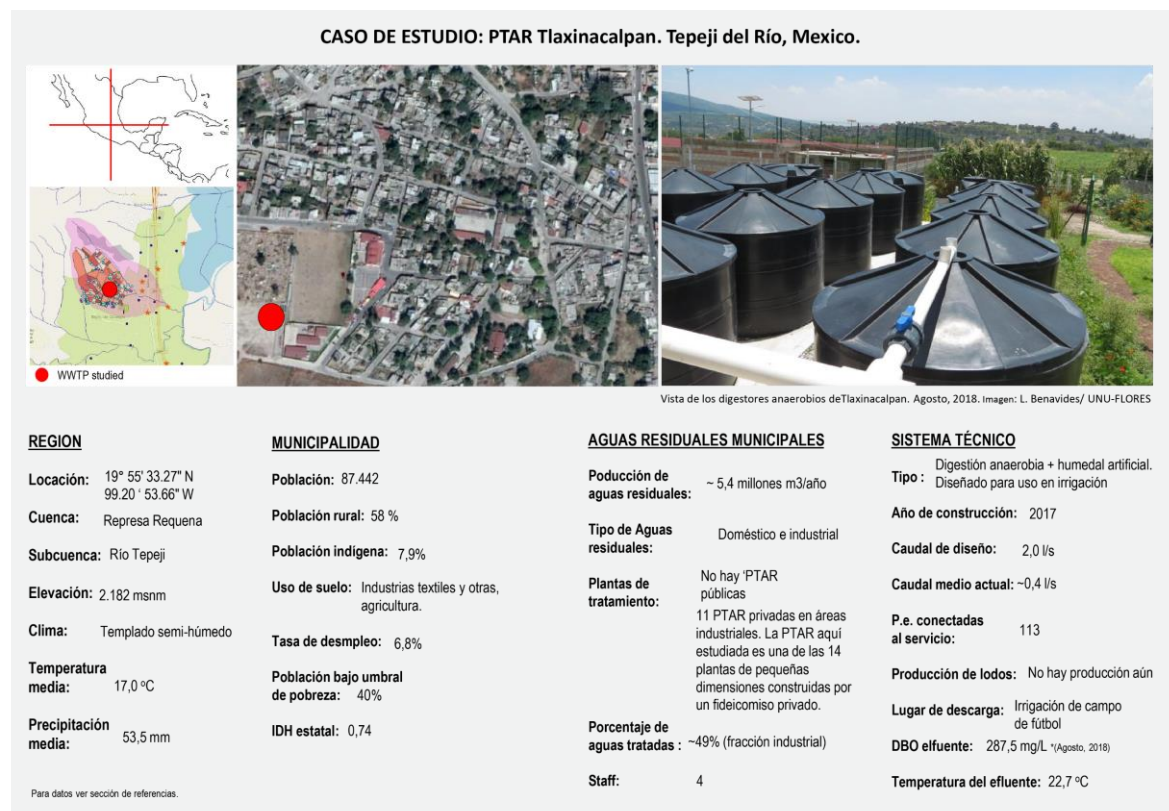 CASO DE ESTUDIO: PTAR Tlaxinacalpan. Tepeji del Río, Mexico.
WWTP studied
Vista de los digestores anaerobios deTlaxinacalpan. Agosto, 2018. Imagen: L. Benavides/ UNU-FLORES
REGION
Locación: 19° 55' 33.27" N
99.20 ' 53.66" W
Cuenca: Represa Requena
Subcuenca: Río Tepeji
Elevación: 2.182 msnm
Clima: Templado semi-húmedo
Temperatura
media: 17,0 ºC
Precipitación
media: 53,5 mm
Para datos ver sección de referencias.
MUNICIPALIDAD
Población: 87.442
Población rural: 58 %
Población indígena: 7,9%
Uso de suelo: Industrias textiles y otras,
agricultura.
Tasa de desmpleo: 6,8%
Población bajo umbral
de pobreza: 40%
IDH estatal: 0,74
AGUAS RESIDUALES MUNICIPALES
Poducción de
aguas residuales: ~ 5,4 millones m3/año
Tipo de Aguas
residuales: Doméstico e industrial
Plantas de
tratamiento: No hay ‘PTAR
públicas
11 PTAR privadas en áreas
industriales. La PTAR aquí
estudiada es una de las 14
plantas de pequeñas
dimensiones construidas por
un fideicomiso privado.
Porcentaje de
aguas tratadas : ~49% (fracción industrial)
Staff: 4
SISTEMA TÉCNICO
Tipo : Digestión anaerobia + humedal artificial.
Diseñado para uso en irrigación
Año de construcción: 2017
Caudal de diseño: 2,0 l/s
Caudal medio actual: ~0,4 l/s
P.e. conectadas
al servicio: 113
Producción de lodos: No hay producción aún
Lugar de descarga: Irrigación de campo
de fútbol
DBO elfuente: 287,5 mg/L *(Agosto, 2018)
Temperatura del efluente: 22,7 ºC